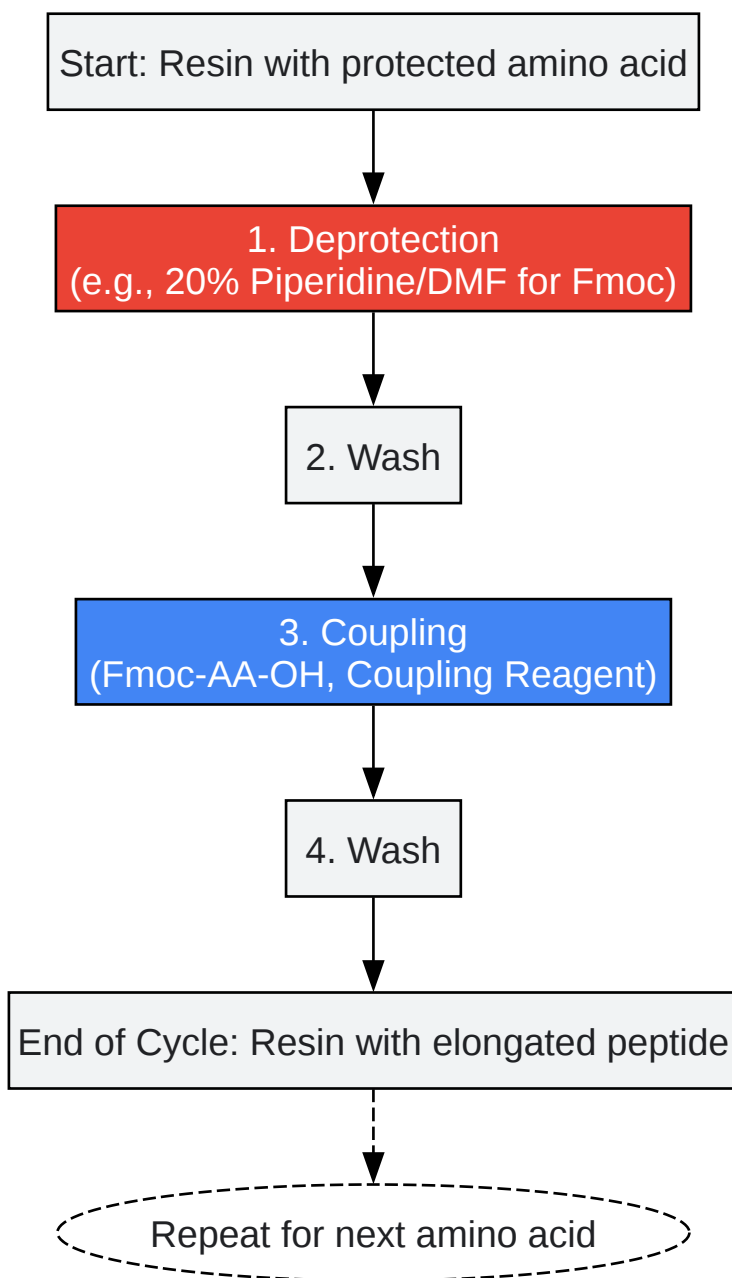 Start: Resin with protected amino acid
1. Deprotection
(e.g., 20% Piperidine/DMF for Fmoc)
2. Wash
3. Coupling
(Fmoc-AA-OH, Coupling Reagent)
4. Wash
End of Cycle: Resin with elongated peptide
Repeat for next amino acid